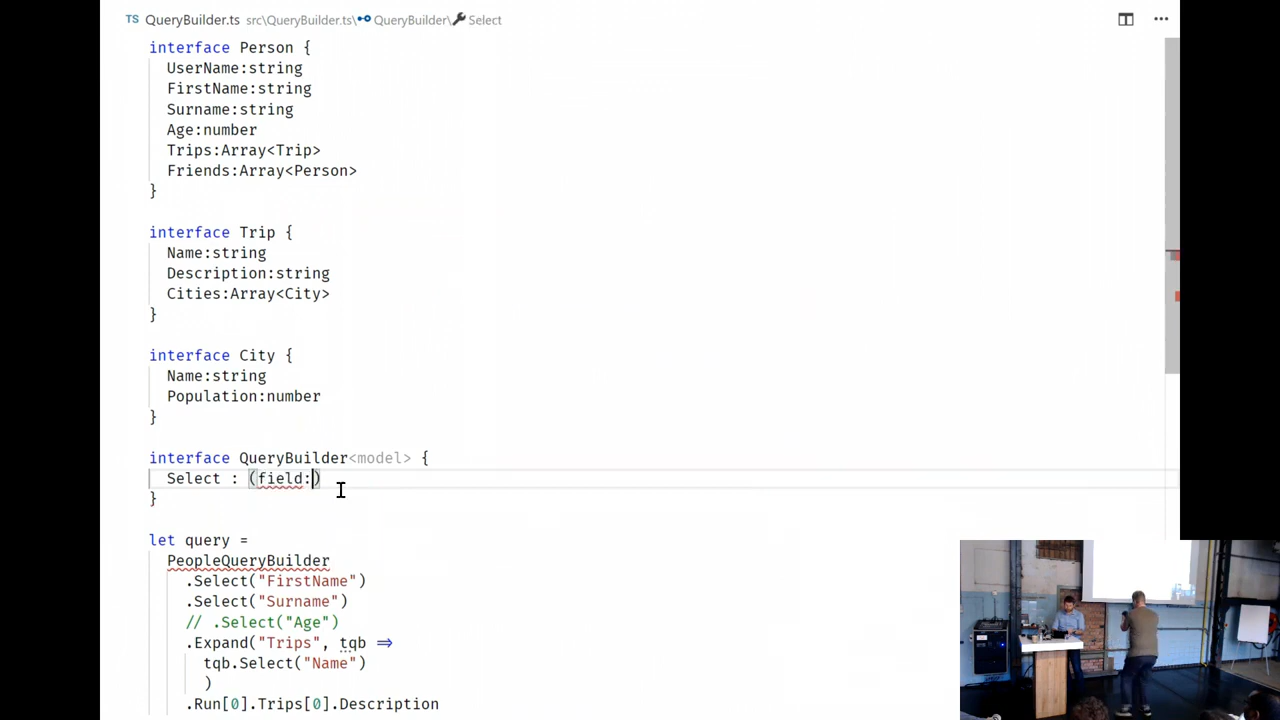 TS QueryBuilder.ts src\QueryBuilder.ts\ QueryBuilder\ Select
interface Person {
UserName:string
FirstName:string
Surname:string
Age:number
Trips:Array<Trip>
Friends:Array<Person>
}
interface Trip {
Name:string
Description:string
Cities:Array<City>
}
interface City {
Name:string
Population:number
}
interface QueryBuilder<model> {
Select : (field:)
}
let query =
PeopleQueryBuilder
.Select("FirstName")
.Select("Surname")
// .Select("Age")
.Expand("Trips", tqb ⇒
tqb.Select("Name")
)
.Run[0].Trips[0].Description